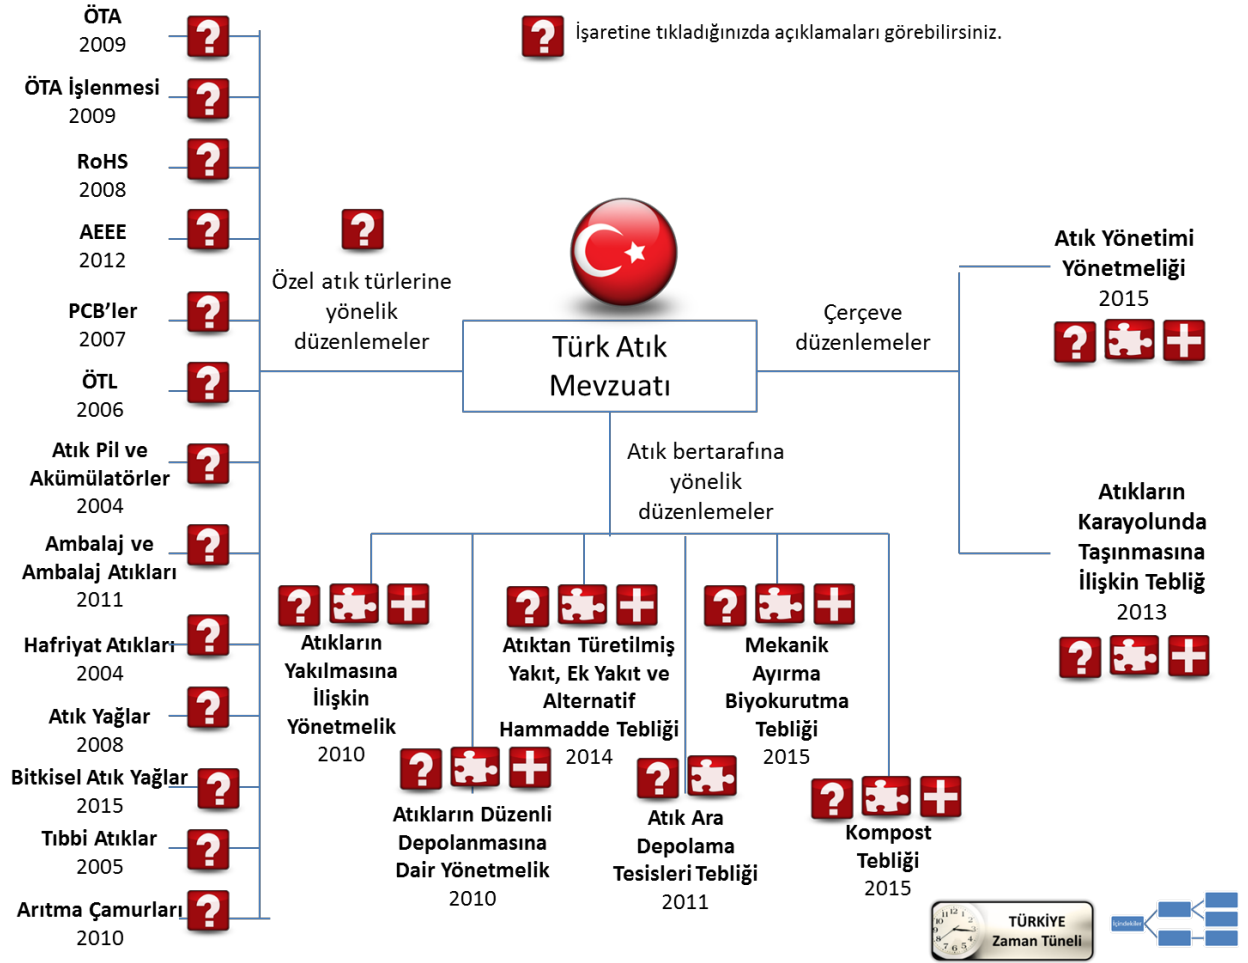 ÖTA
2009
ÖTA İşlenmesi
2009
RoHS
2008
AEEE
2012
PCB’ler
2007
ÖTL
2006
Atık Pil ve
Akümülatörler
2004
Ambalaj ve
Ambalaj Atıkları
2011
Hafriyat Atıkları
2004
Atık Yağlar
2008
Bitkisel Atık Yağlar
2015
Tıbbi Atıklar
2005
Arıtma Çamurları
2010
İşaretine tıkladığınızda açıklamaları görebilirsiniz.
Özel atık türlerine
yönelik
düzenlemeler
Türk Atık
Mevzuatı
Çerçeve
düzenlemeler
Atık Yönetimi
Yönetmeliği
2015
Atıkların
Karayolunda
Taşınmasına
İlişkin Tebliğ
2013
Atık bertarafına
yönelik
düzenlemeler
Atıkların
Yakılmasına
İlişkin
Yönetmelik
2010
Atıkların Düzenli
Depolanmasına
Dair Yönetmelik
2010
Atıktan Türetilmiş
Yakıt, Ek Yakıt ve
Alternatif
Hammadde Tebliği
2014
Atık Ara
Depolama
Tesisleri Tebliği
2011
Mekanik
Ayırma
Biyokurutma
Tebliği
2015
Kompost
Tebliği
2015
TÜRKİYE
Zaman Tüneli
İçindekiler